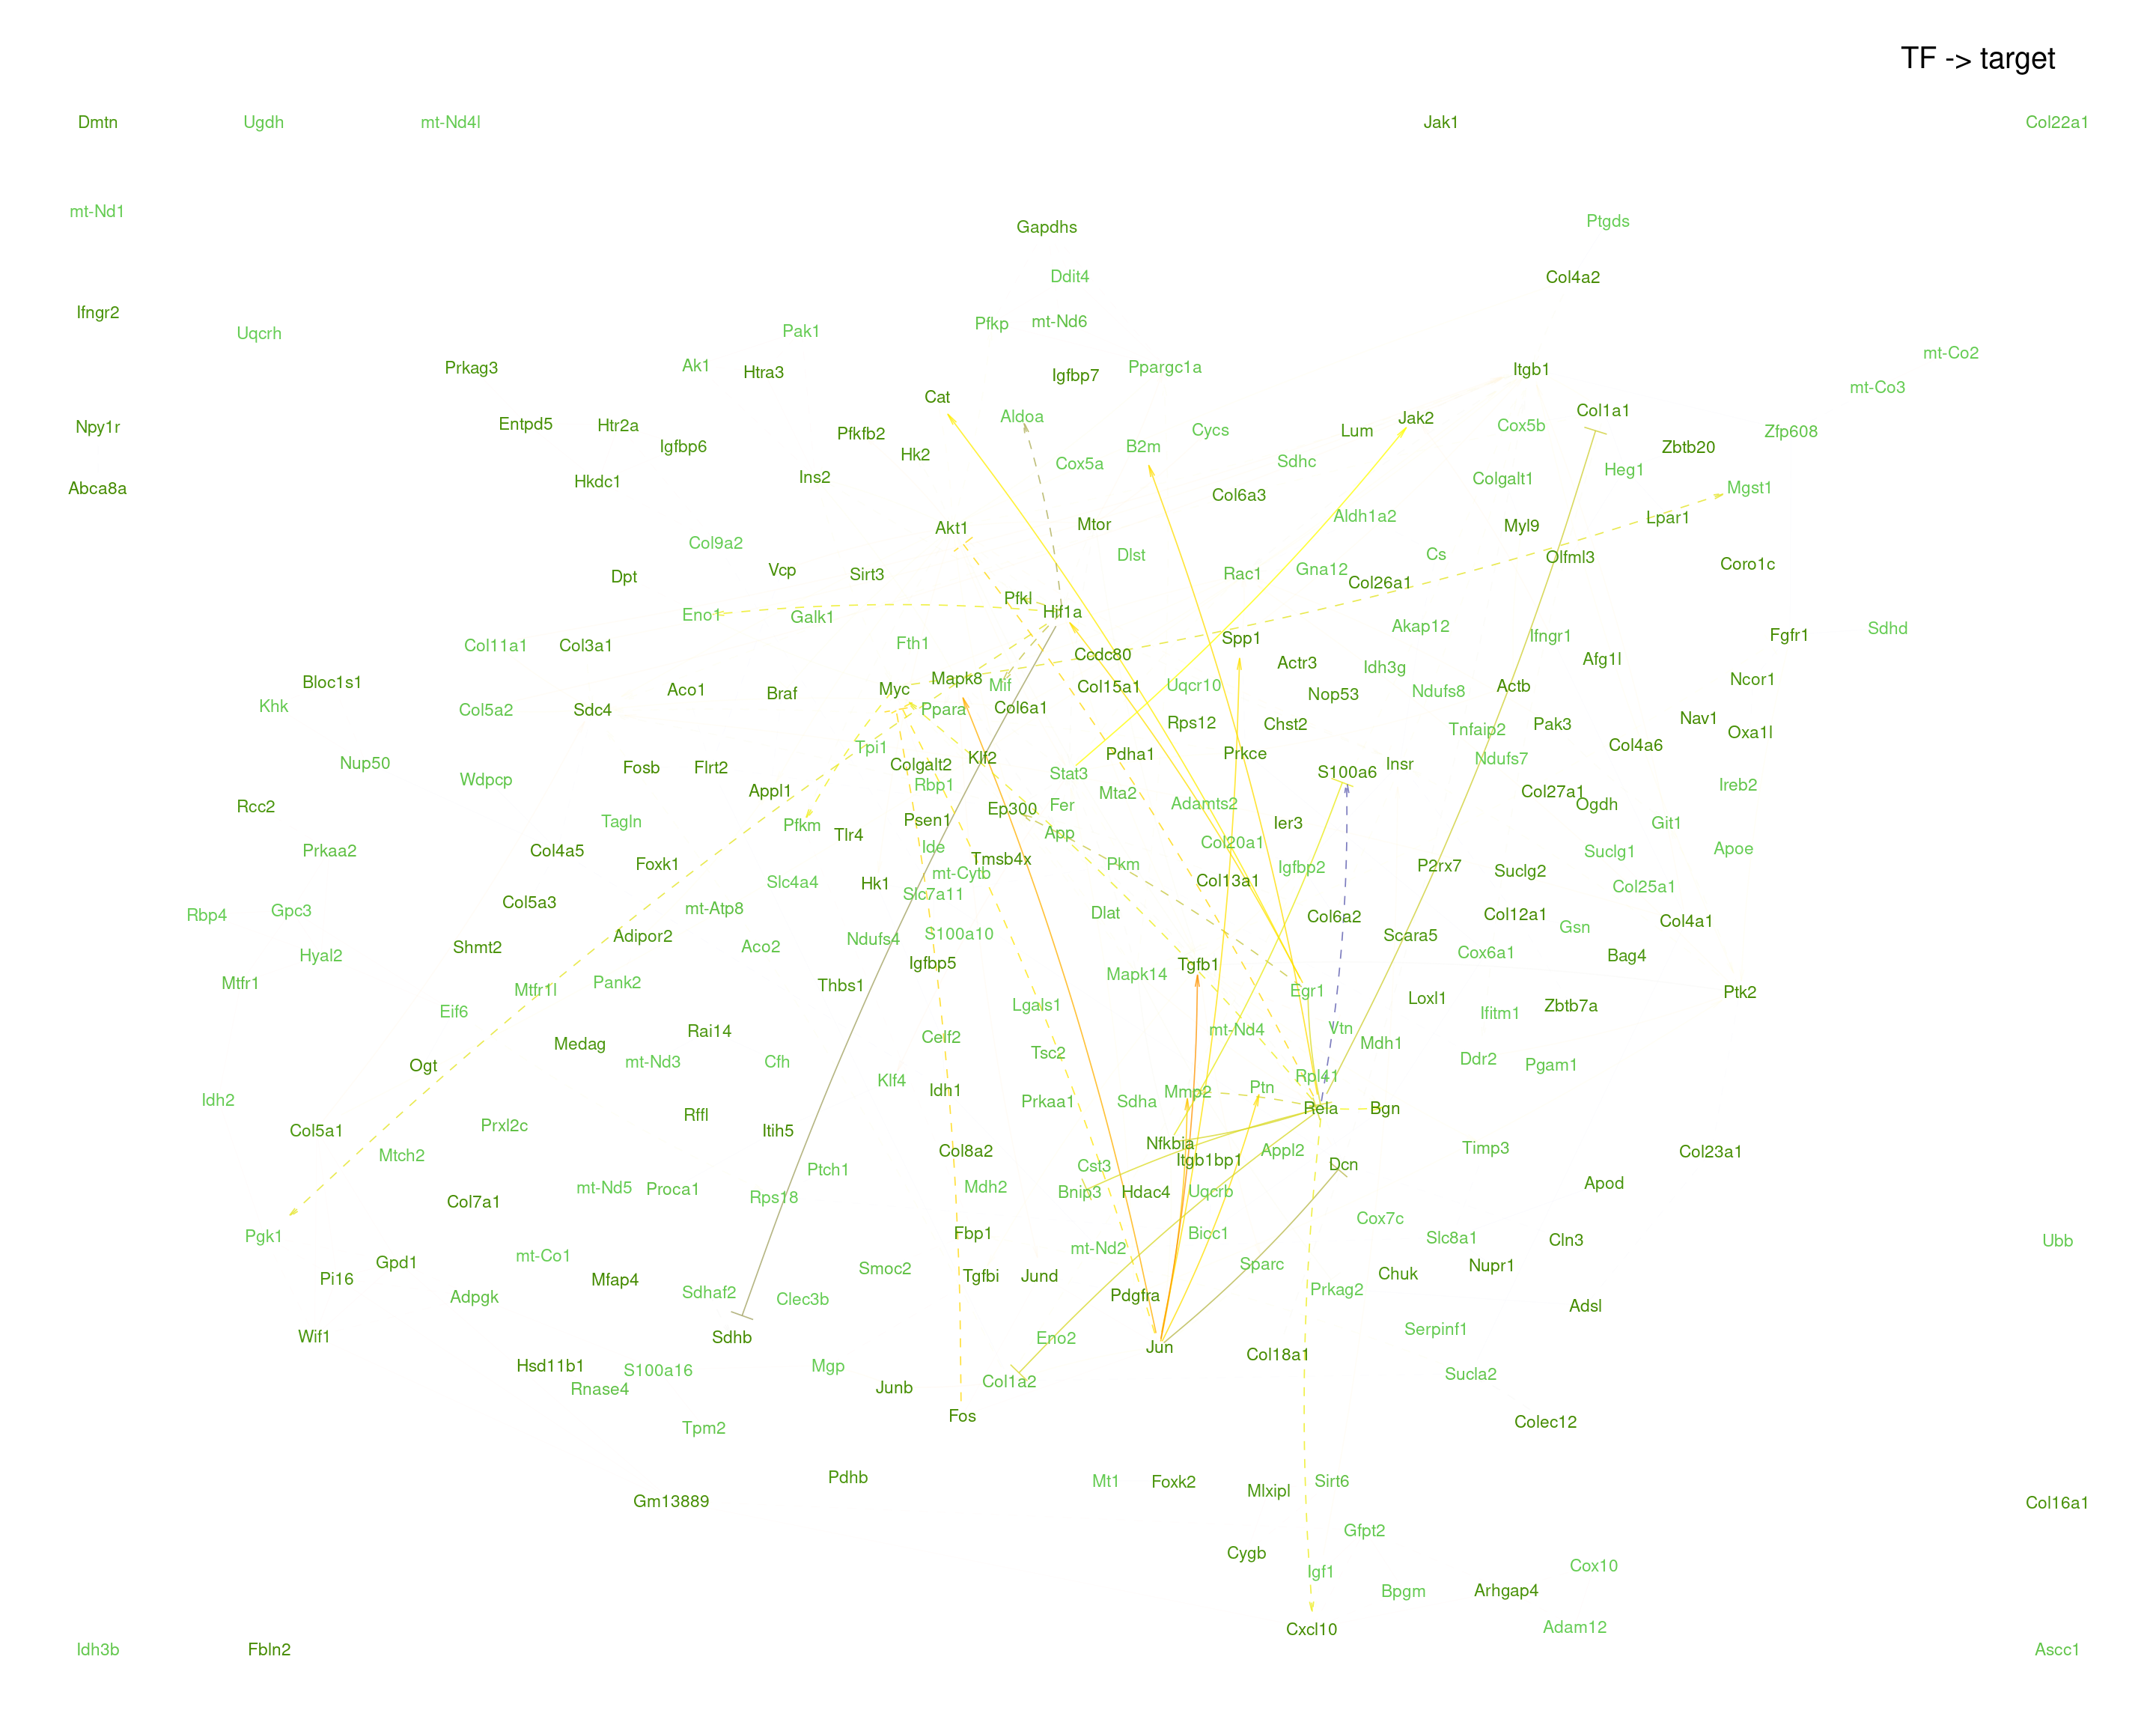 TF -> target
Dmtn Ugdh mt-Nd4l Jak1 Col22a1
mt-Nd1 Ptgds
Gapdhs
Ddit4 Col4a2
Ifngr2 Pfkp mt-Nd6
Uqcrh Pak1
Prkag3 Ak1 Htra3 Igfbp7 Ppargc1a Itgb1 mt-Co2
mt-Co3
Cat
Aldoa Jak2 Col1a1
Npy1r Entpd5 Htr2a Pfkfb2 Cycs Lum Cox5b Zfp608
Igfbp6 Hk2 B2m Zbtb20
Cox5a Sdhc Heg1
Abca8a Hkdc1 Ins2 Col6a3 Colgalt1 Mgst1
Akt1 Mtor Aldh1a2 Myl9 Lpar1
Col9a2 Dlst Cs Olfml3
Dpt Vcp Sirt3 Rac1 Gna12 Col26a1 Coro1c
Eno1 Galk1 Pfkl Hif1a
Col11a1 Col3a1 Fth1 Ccdc80 Spp1 Akap12 Ifngr1 Fgfr1 Sdhd
Actr3 Idh3g Afg1l
Bloc1s1 Aco1 Braf Myc Mapk8 Mif Col15a1 Uqcr10 Nop53 Ndufs8 Actb Ncor1
Khk Col5a2 Sdc4 Ppara Col6a1 Rps12 Chst2 Tnfaip2 Pak3 Nav1
Tpi1 Pdha1 Prkce Col4a6 Oxa1l
Nup50 Wdpcp Fosb Flrt2 Colgalt2 Klf2 Stat3 S100a6 Insr Ndufs7
Rcc2 Appl1 Rbp1 Ep300 Fer Mta2 Adamts2 Col27a1 Ogdh Ireb2
Tagln Pfkm Tlr4 Psen1 App Ier3 Git1
Prkaa2 Col4a5 Foxk1 Ide Tmsb4x Pkm Col20a1 Igfbp2 P2rx7 Suclg2 Suclg1 Apoe
Slc4a4 Hk1 mt-Cytb Slc7a11 Col13a1 Col25a1
Rbp4 Gpc3 Col5a3 mt-Atp8 Dlat Col6a2 Col12a1 Col4a1
Shmt2 Adipor2 Aco2 Ndufs4 S100a10 Scara5 Gsn
Hyal2 Igfbp5 Tgfb1 Cox6a1 Bag4
Mtfr1 Mtfr1l Pank2 Thbs1 Mapk14 Egr1 Loxl1 Ptk2
Eif6 Lgals1 Ifitm1 Zbtb7a
Medag Rai14 Celf2 mt-Nd4 Vtn Mdh1
Ogt mt-Nd3 Cfh Tsc2 Ddr2 Pgam1
Idh2 Klf4 Idh1 Prkaa1 Sdha Mmp2 Ptn Rpl41
Col5a1 Prxl2c Rffl Itih5 Rela Bgn
Mtch2 Col8a2 Nfkbia Itgb1bp1 Appl2 Timp3 Col23a1
Ptch1 Cst3 Dcn
Col7a1 mt-Nd5 Proca1 Rps18 Mdh2 Bnip3 Hdac4 Uqcrb Apod
Pgk1 Fbp1 mt-Nd2 Bicc1 Cox7c Slc8a1 Cln3 Ubb
Pi16 Gpd1 mt-Co1 Mfap4 Smoc2 Tgfbi Jund Sparc Chuk Nupr1
Adpgk Sdhaf2 Clec3b Pdgfra Prkag2 Adsl
Wif1 Sdhb Eno2 Jun Serpinf1
Hsd11b1 S100a16 Mgp Col18a1
Rnase4 Junb Col1a2 Sucla2
Tpm2 Fos Colec12
Pdhb Mt1 Foxk2 Mlxipl Sirt6
Gm13889 Col16a1
Gfpt2
Cygb Igf1 Cox10
Bpgm Arhgap4
Cxcl10 Adam12
Idh3b Fbln2 Ascc1